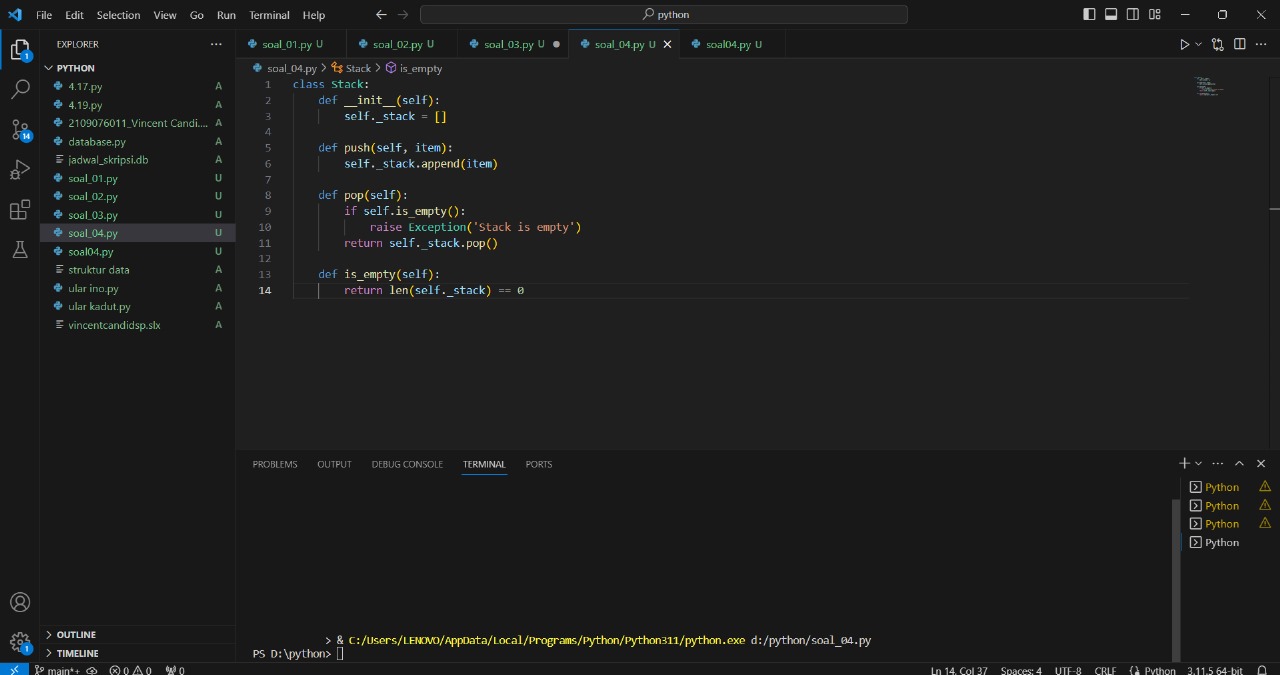 File Edit Selection View Go Run Terminal Help python
EXPLORER
PYTHON
4.17.py A
4.19.py A
2109076011_Vincent Candi.... A
database.py A
jadwal_skripsi.db A
soal_01.py U
soal_02.py U
soal_03.py U
soal_04.py U
soal04.py U
struktur data A
ular ino.py A
ular kadut.py A
vincentcandidsp.slx A
OUTLINE
TIMELINE
1
14
1
soal_01.py U soal_02.py U soal_03.py U soal_04.py U soal04.py U
soal_04.py > Stack > is_empty
1 class Stack:
2 def __init__(self):
3 self._stack = []
4
5 def push(self, item):
6 self._stack.append(item)
7
8 def pop(self):
9 if self.is_empty():
10 raise Exception('Stack is empty')
11 return self._stack.pop()
12
13 def is_empty(self):
14 return len(self._stack) == 0
PROBLEMS OUTPUT DEBUG CONSOLE TERMINAL PORTS
> & C:/Users/LENOVO/AppData/Local/Programs/Python/Python311/python.exe d:/python/soal_04.py
PS D:\python>
Python
Python
Python
Python
main*+ 0 0 0 Ln 14, Col 37 Spaces: 4 UTF-8 CRLF Python 3.11.5 64-bit